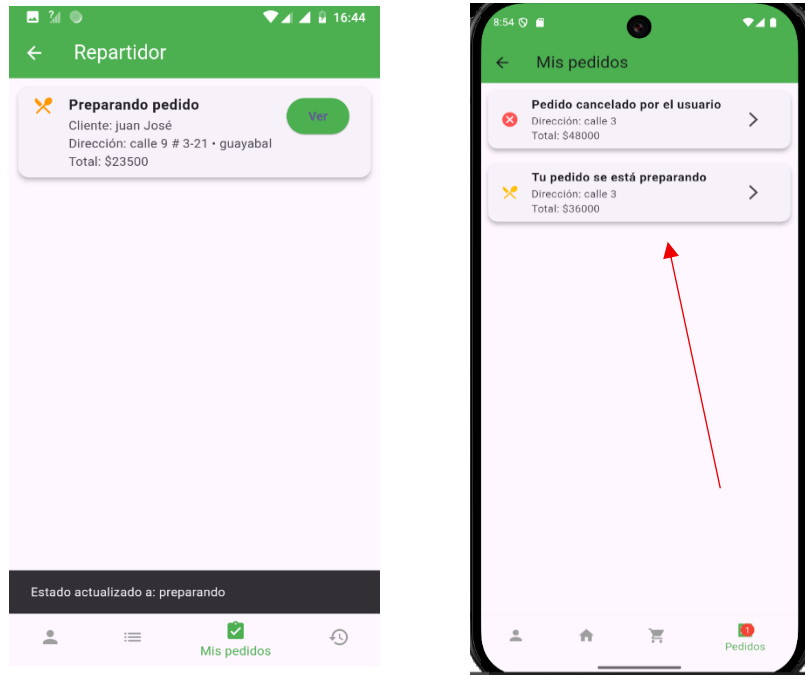 16:44
Repartidor
Preparando pedido
Cliente: juan José
Dirección: calle 9 # 3-21 • guayabal
Total: $23500
Ver
Estado actualizado a: preparando
Mis pedidos
8:54
Mis pedidos
Pedido cancelado por el usuario
Dirección: calle 3
Total: $48000
Tu pedido se está preparando
Dirección: calle 3
Total: $36000
1
Pedidos